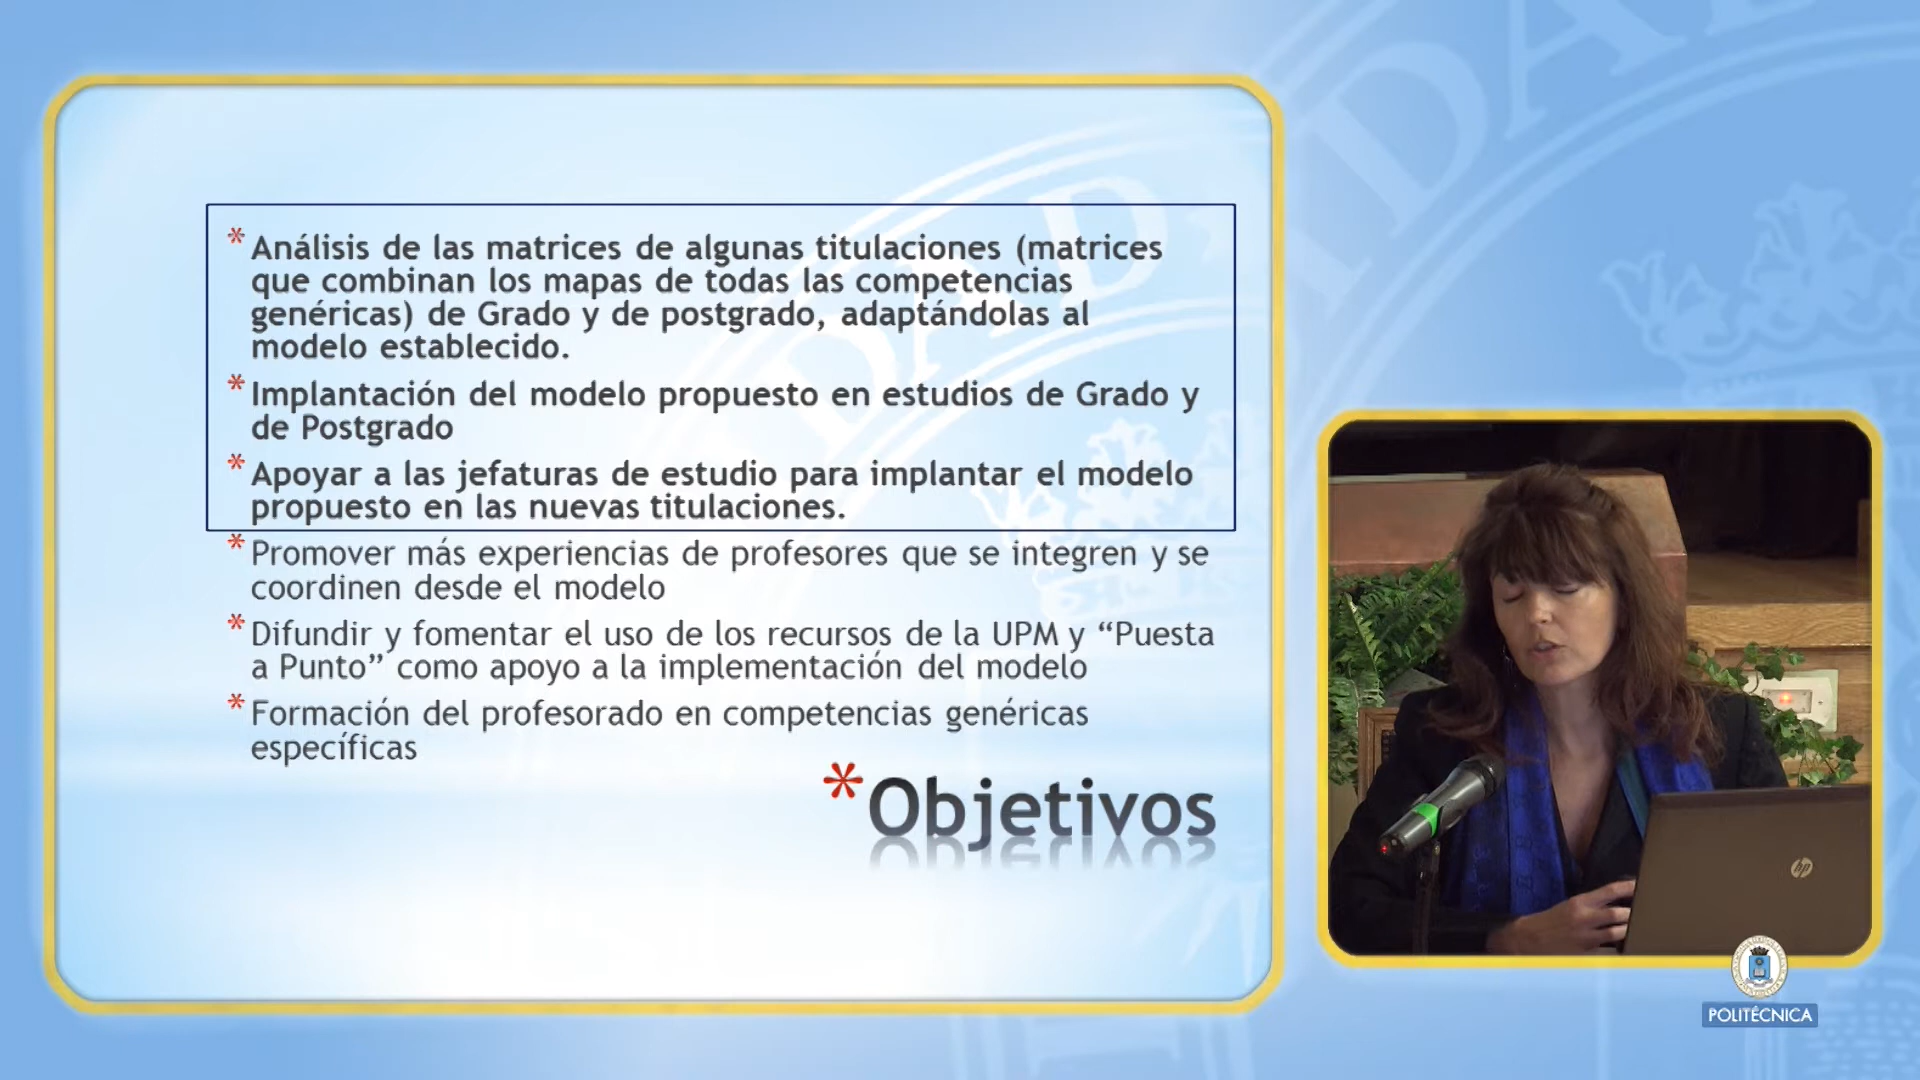 * Análisis de las matrices de algunas titulaciones (matrices
que combinan los mapas de todas las competencias
genéricas) de Grado y de postgrado, adaptándolas al
modelo establecido.
* Implantación del modelo propuesto en estudios de Grado y
de Postgrado
* Apoyar a las jefaturas de estudio para implantar el modelo
propuesto en las nuevas titulaciones.
* Promover más experiencias de profesores que se integren y se
coordinen desde el modelo
* Difundir y fomentar el uso de los recursos de la UPM y “Puesta
a Punto” como apoyo a la implementación del modelo
* Formación del profesorado en competencias genéricas
específicas
* Objetivos
hp
POLITÉCNICA